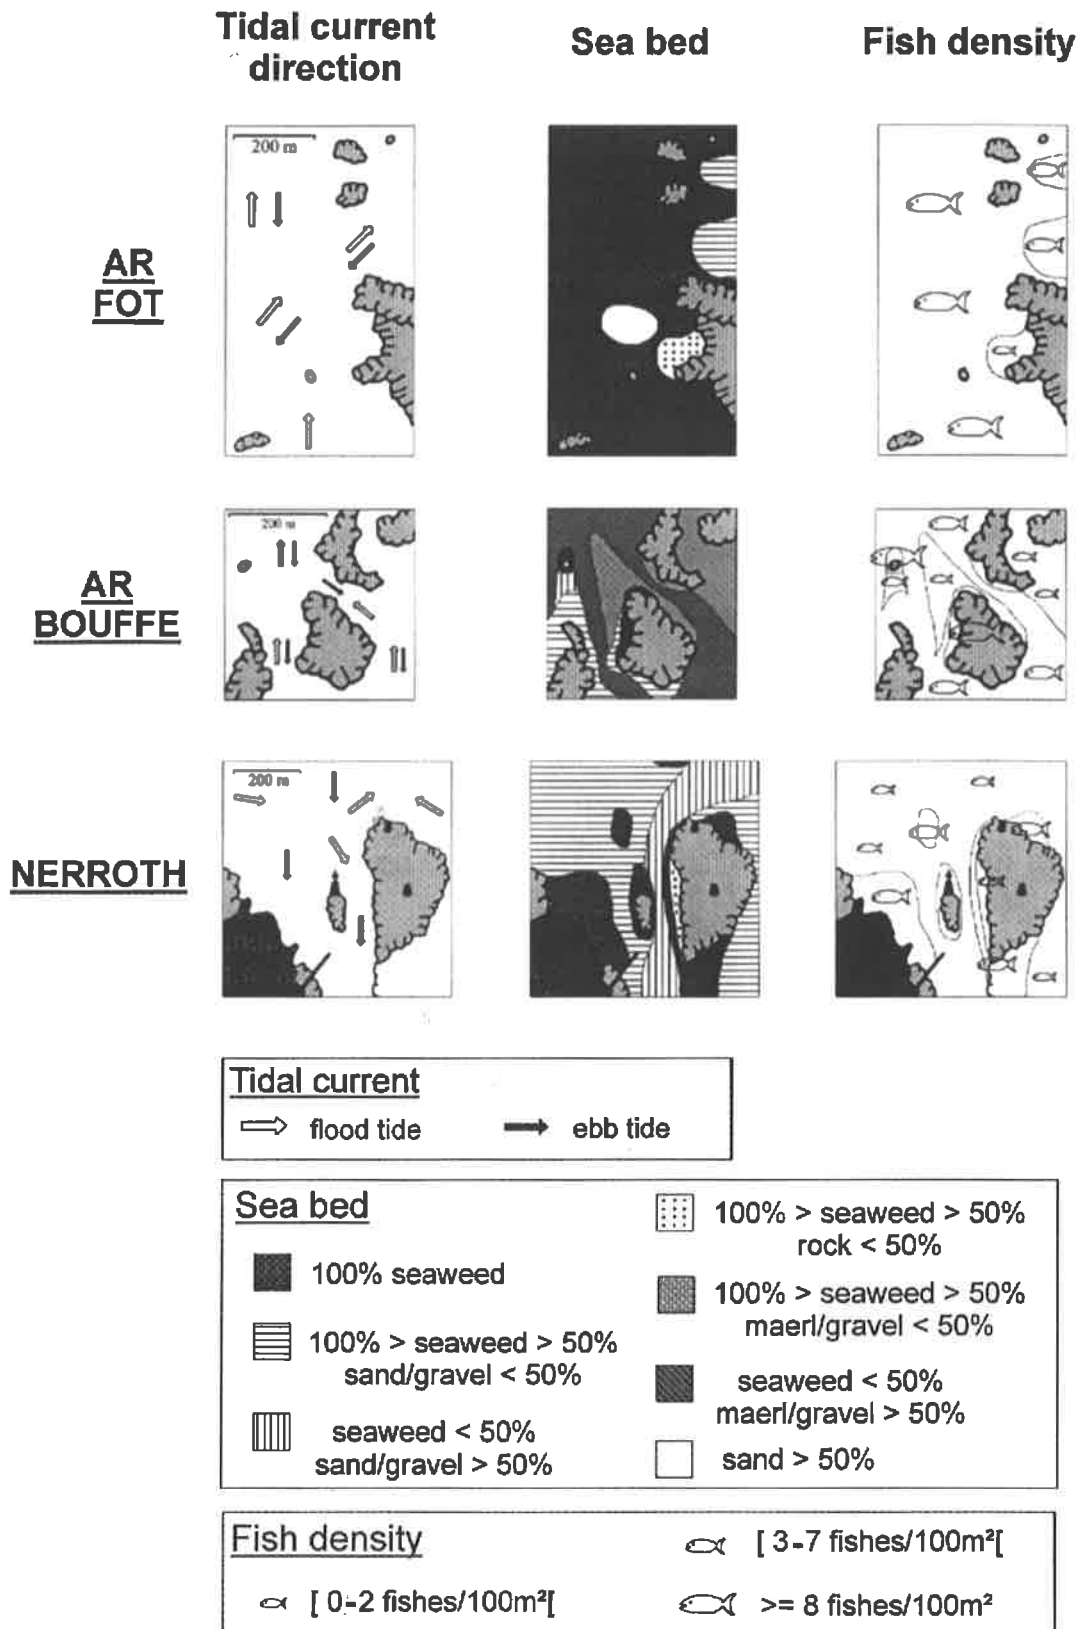 Tidal current
direction
Sea bed
Fish density
AR
FOT
200 m
AR
BOUFFE
200 m
NERROTH
200 m
Tidal current
flood tide
ebb tide
Sea bed
100% seaweed
100% > seaweed > 50%
sand/gravel < 50%
seaweed < 50%
sand/gravel > 50%
100% > seaweed > 50%
rock < 50%
100% > seaweed > 50%
maerl/gravel < 50%
seaweed < 50%
maerl/gravel > 50%
sand > 50%
Fish density
[ 0-2 fishes/100m²[
[ 3-7 fishes/100m²[
>= 8 fishes/100m²